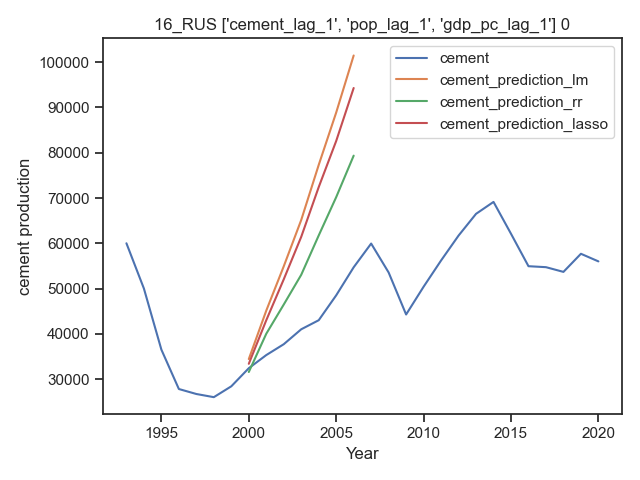 16_RUS ['cement_lag_1', 'pop_lag_1', 'gdp_pc_lag_1'] 0
cement
cement_prediction_lm
cement_prediction_rr
cement_prediction_lasso
cement production
100000
90000
80000
70000
60000
50000
40000
30000
1995
2000
2005
2010
2015
2020
Year